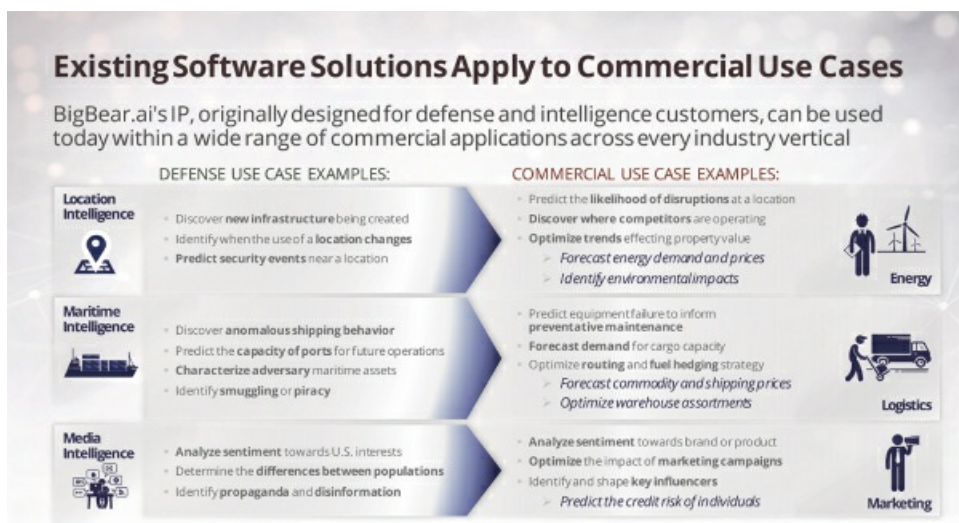 Existing Software Solutions Apply to Commercial Use Cases
BigBear.ai's IP, originally designed for defense and intelligence customers, can be used
today within a wide range of commercial applications across every industry vertical
DEFENSE USE CASE EXAMPLES:
COMMERCIAL USE CASE EXAMPLES:
Location
Intelligence
Discover new infrastructure being created
Identify when the use of a location changes
Predict security events near a location
Predict the likelihood of disruptions at a location
Discover where competitors are operating
Optimize trends effecting property value
Forecast energy demand and prices
Identify environmental impacts
Energy
Maritime
Intelligence
Discover anomalous shipping behavior
Predict the capacity of ports for future operations
Characterize adversary maritime assets
Identify smuggling or piracy
Predict equipment failure to inform
preventative maintenance
Forecast demand for cargo capacity
Optimize routing and fuel hedging strategy
Forecast commodity and shipping prices
Optimize warehouse assortments
Logistics
Media
Intelligence
Analyze sentiment towards U.S. interests
Determine the differences between populations
Identify propaganda and disinformation
Analyze sentiment towards brand or product
Optimize the impact of marketing campaigns
Identify and shape key influencers
Predict the credit risk of individuals
Marketing